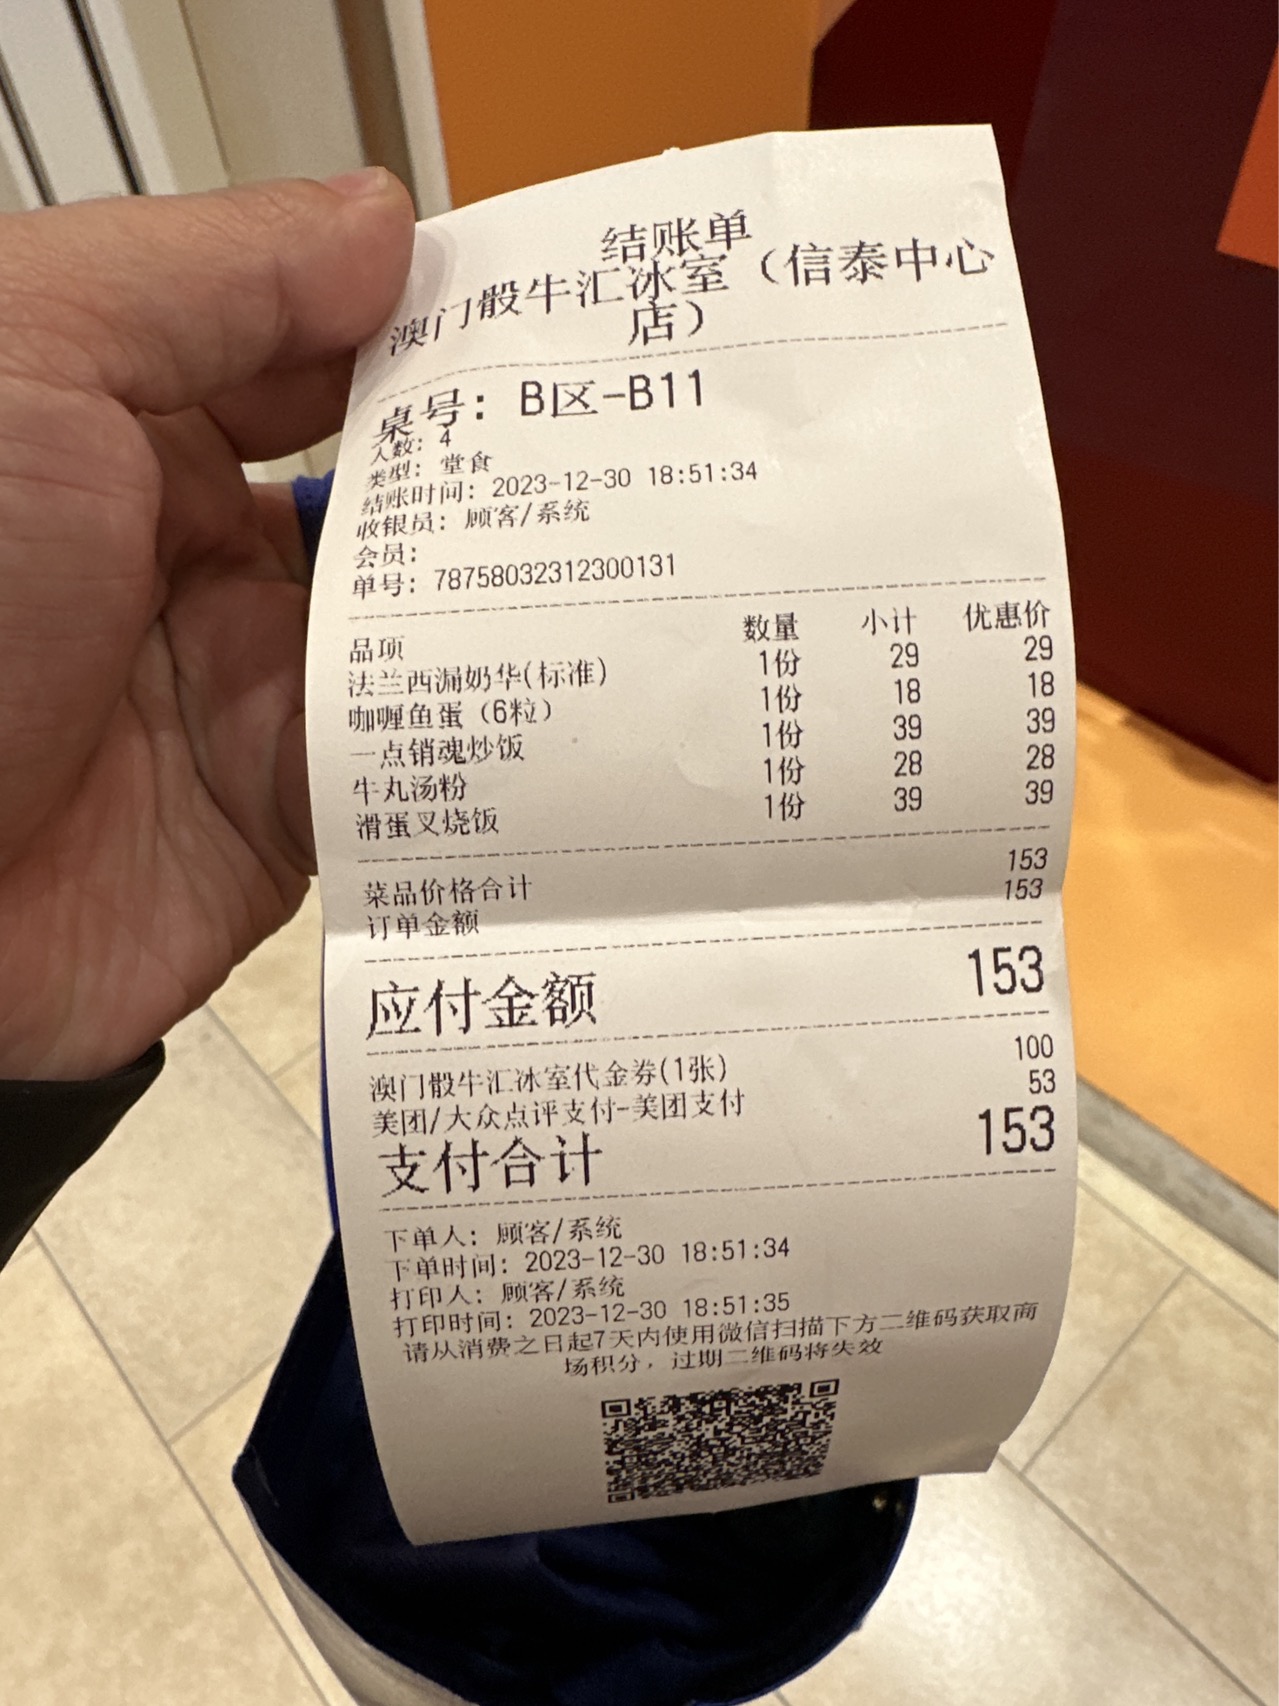 结账单
澳门骰牛汇冰室（信泰中心
店）
桌号：B区-B11
人数：4
类型：堂食
结账时间：2023-12-30 18:51:34
收银员：顾客/系统
会员：
单号：78758032312300131
品项 数量 小计 优惠价
法兰西漏奶华(标准) 1份 29 29
咖喱鱼蛋（6粒） 1份 18 18
一点销魂炒饭 1份 39 39
牛丸汤粉 1份 28 28
滑蛋叉烧饭 1份 39 39
菜品价格合计 153
订单金额 153
应付金额 153
澳门骰牛汇冰室代金券(1张) 100
美团/大众点评支付-美团支付 53
支付合计 153
下单人：顾客/系统
下单时间：2023-12-30 18:51:34
打印人：顾客/系统
打印时间：2023-12-30 18:51:35
请从消费之日起7天内使用微信扫描下方二维码获取商
场积分，过期二维码将失效